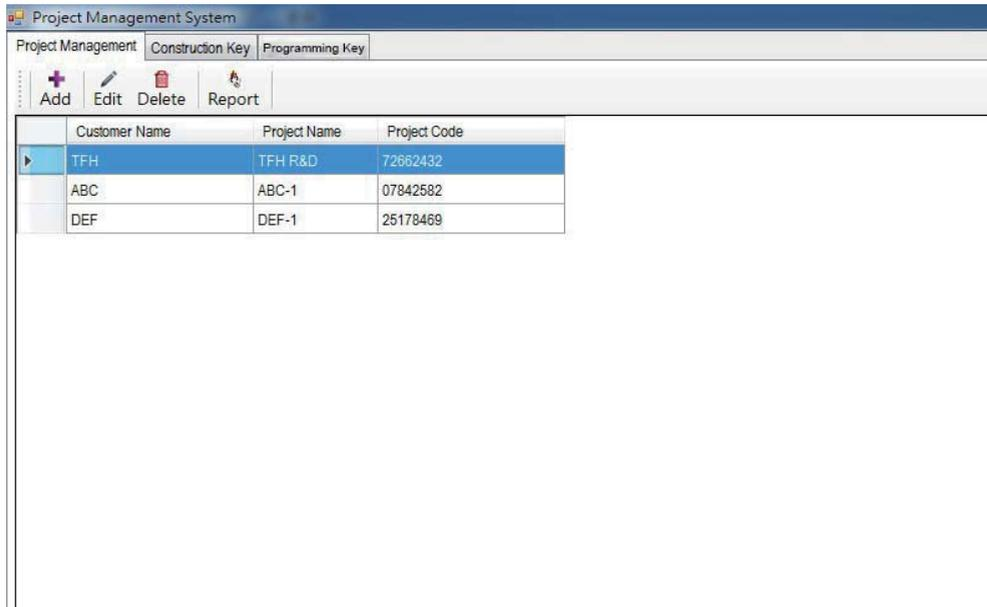 Project Management System
Project Management Construction Key Programming Key
Add Edit Delete Report
Customer Name Project Name Project Code
TFH TFH R&D 72662432
ABC ABC-1 07842582
DEF DEF-1 25178469